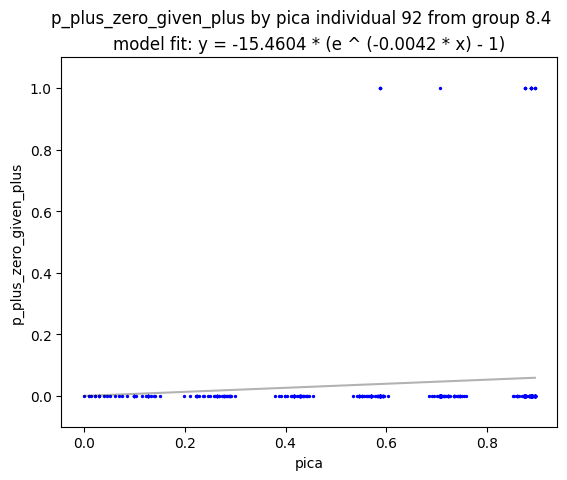 p_plus_zero_given_plus by pica individual 92 from group 8.4
model fit: y = -15.4604 * (e ^ (-0.0042 * x) - 1)
1.0
0.8
0.6
0.4
0.2
0.0
p_plus_zero_given_plus
0.0 0.2 0.4 0.6 0.8
pica